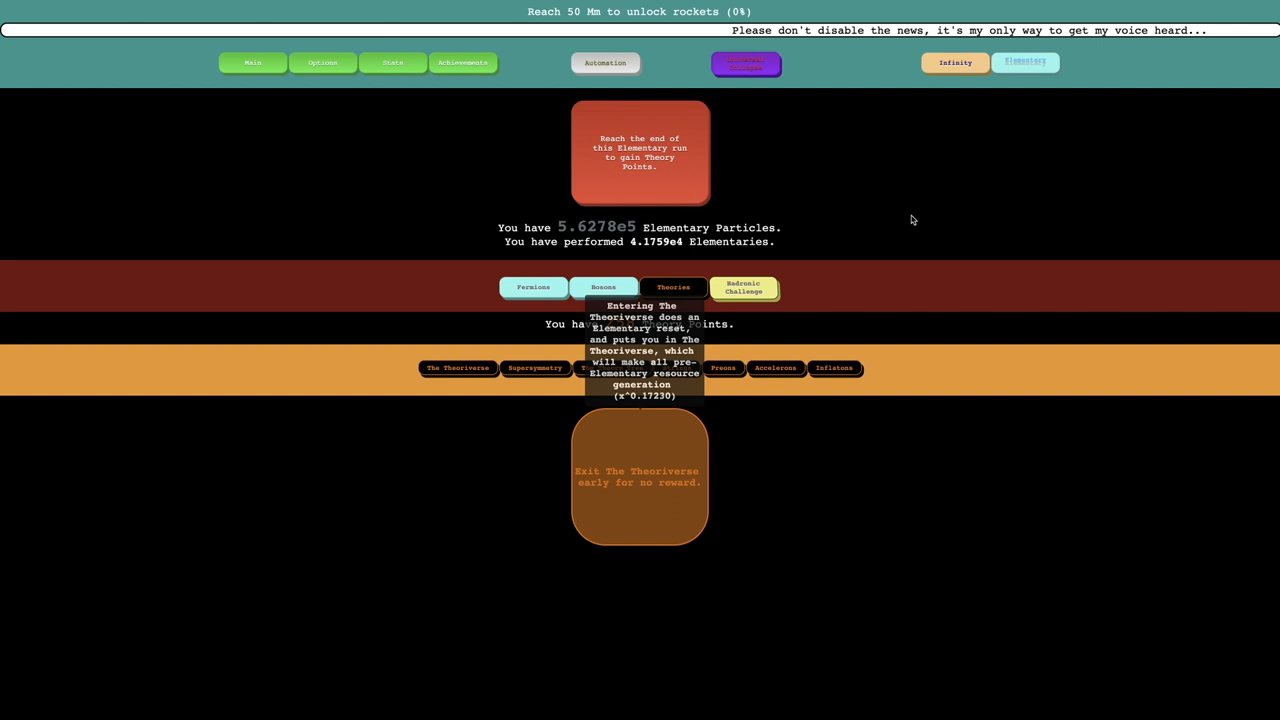 Reach 50 Mm to unlock rockets (0%)
Please don't disable the news, it's my only way to get my voice heard...
Main
Options
Stats
Achievements
Automation
Infinity
Elementary
Reach the end of
this Elementary run
to gain Theory
Points.
You have 5.6278e5 Elementary Particles.
You have performed 4.1759e4 Elementaries.
Fermions
Bosons
Theories
Hadronic
Challenge
You have Theory Points.
Entering The
Theoriverse does an
Elementary reset,
and puts you in The
Theoriverse, which
will make all pre-
Elementary resource
generation
(x^0.17230)
The Theoriverse
Supersymmetry
Preons
Accelerons
Inflatons
Exit The Theoriverse
early for no reward.